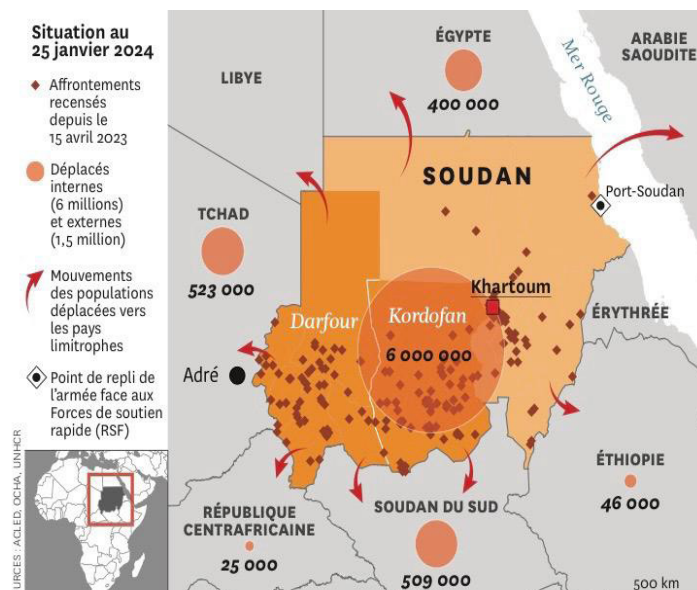 Situation au
25 janvier 2024
Affrontements
recensés
depuis le
15 avril 2023
Déplacés
internes
(6 millions)
et externes
(1,5 million)
Mouvements
des populations
déplacées vers
les pays
limitrophes
Point de repli de
l'armée face aux
Forces de soutien
rapide (RSF)
URCES : ACLED, OCHA, UNHCR
LIBYE
ÉGYPTE
400 000
Mer Rouge
ARABIE
SAOUDITE
SOUDAN
Port-Soudan
TCHAD
523 000
Khartoum
Darfour
Kordofan
6 000 000
ÉRYTHRÉE
Adré
ÉTHIOPIE
46 000
RÉPUBLIQUE
CENTRAFRICAINE
25 000
SOUDAN DU SUD
509 000
500 km